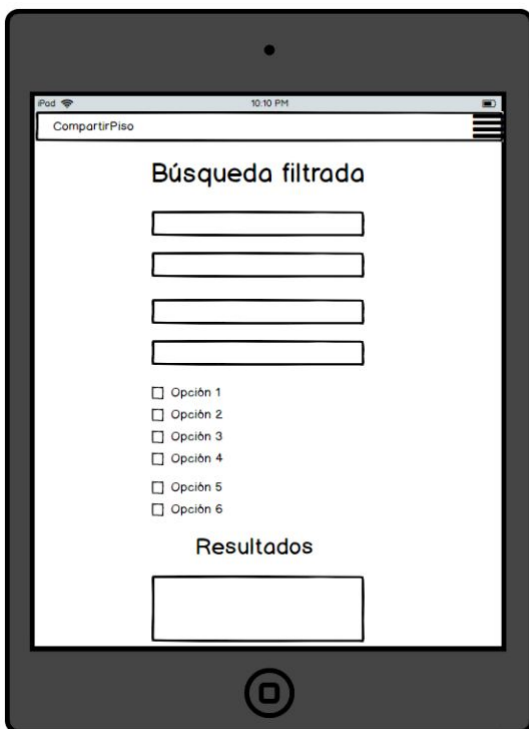 iPad 10:10 PM
CompartirPiso
Búsqueda filtrada
Opción 1
Opción 2
Opción 3
Opción 4
Opción 5
Opción 6
Resultados